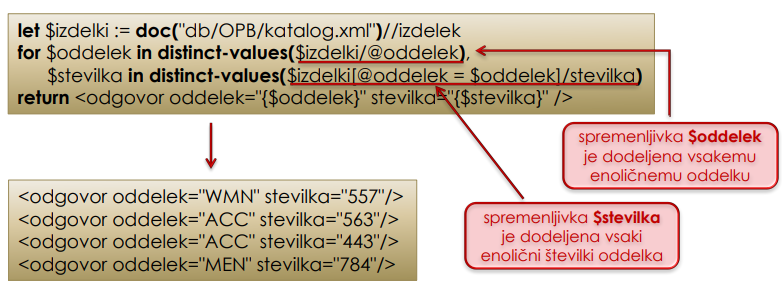 let $izdelki := doc("db/OPB/katalog.xml")//izdelek
for $oddelek in distinct-values($izdelki/@oddelek),
$stevilka in distinct-values($izdelki[@oddelek = $oddelek]/stevilka)
return <odgovor oddelek="{$oddelek}" stevilka="{$stevilka}" />
spremenljivka $oddelek
je dodeljena vsakemu
enoličnemu oddelku
<odgovor oddelek="WMN" stevilka="557"/>
<odgovor oddelek="ACC" stevilka="563"/>
<odgovor oddelek="ACC" stevilka="443"/>
<odgovor oddelek="MEN" stevilka="784"/>
spremenljivka $stevilka
je dodeljena vsaki
enolični številki oddelka